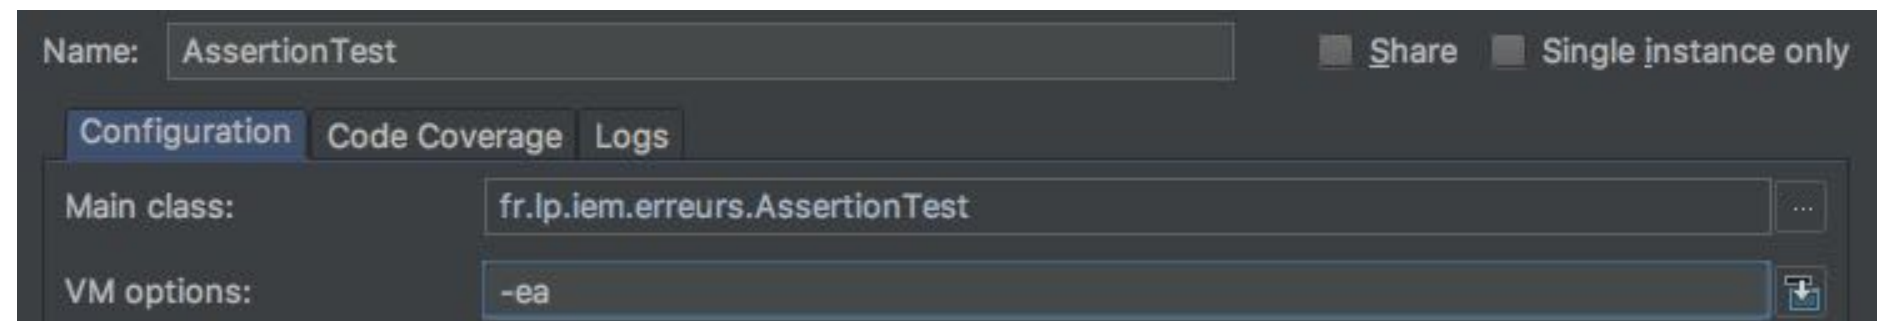 Name: AssertionTest Share Single instance only
Configuration Code Coverage Logs
Main class: fr.lp.iem.erreurs.AssertionTest ...
VM options: -ea